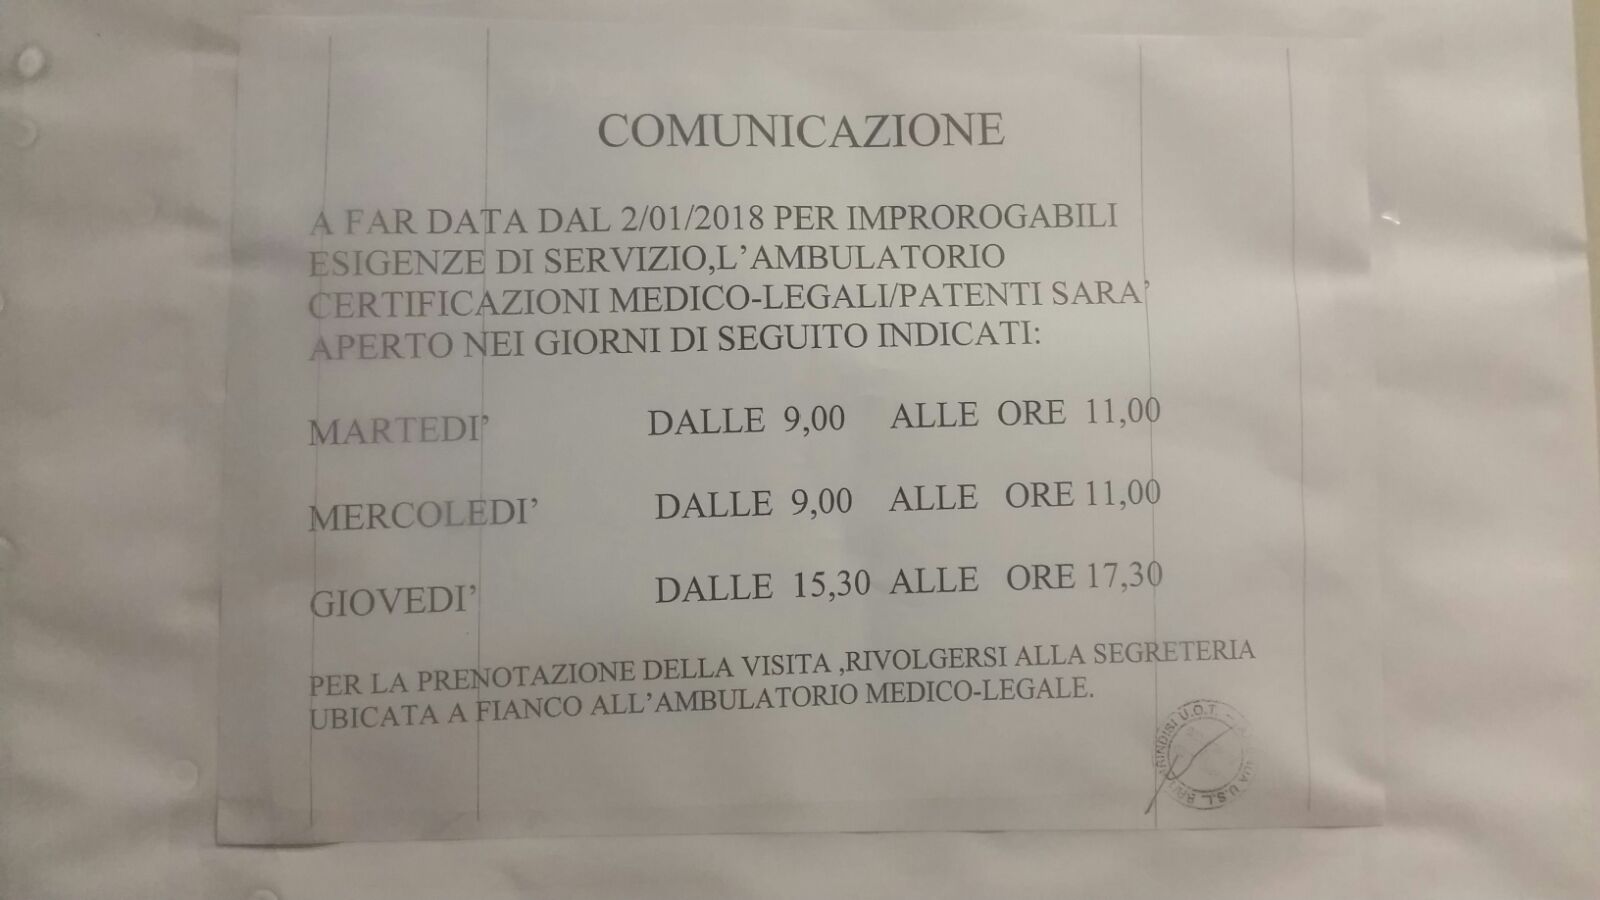 COMUNICAZIONE
A FAR DATA DAL 2/01/2018 PER IMPROROGABILI
ESIGENZE DI SERVIZIO,L'AMBULATORIO
CERTIFICAZIONI MEDICO-LEGALI/PATENTI SARA'
APERTO NEI GIORNI DI SEGUITO INDICATI:
MARTEDI' DALLE 9,00 ALLE ORE 11,00
MERCOLEDI' DALLE 9,00 ALLE ORE 11,00
GIOVEDI' DALLE 15,30 ALLE ORE 17,30
PER LA PRENOTAZIONE DELLA VISITA ,RIVOLGERSI ALLA SEGRETERIA
UBICATA A FIANCO ALL'AMBULATORIO MEDICO-LEGALE.
U.O.T.
U.S.L.